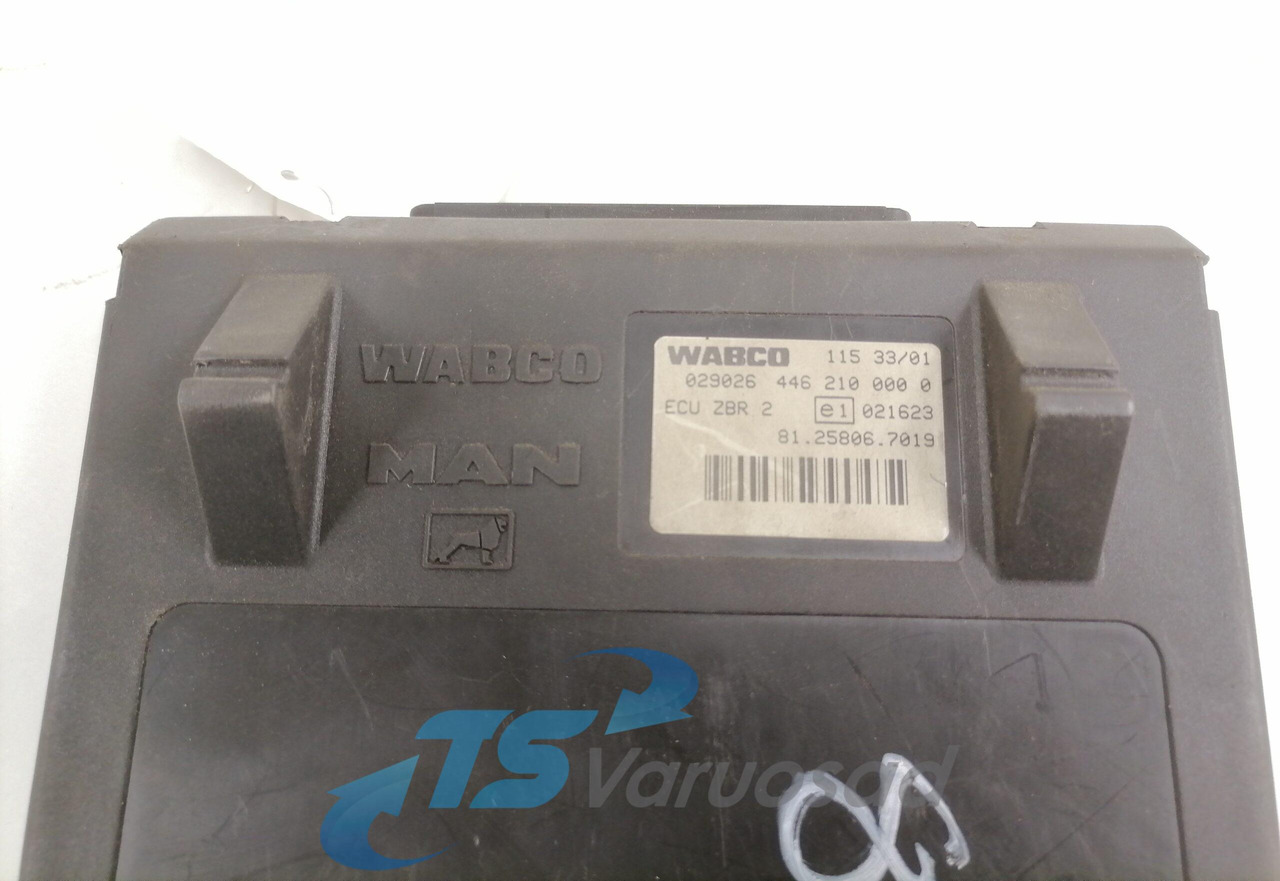 WABCO
MAN
WABCO 115 33/01
029026 446 210 000 0
ECU ZBR 2 e1 021623
81.25806.7019
TS Varuosad